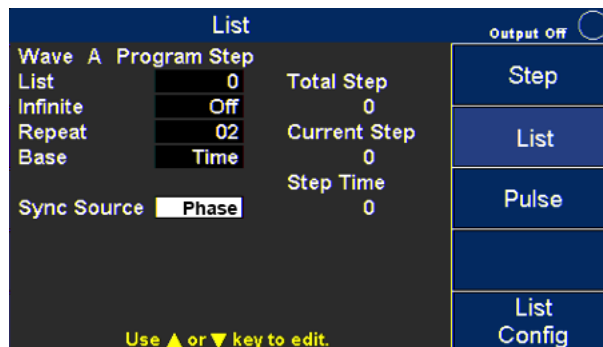 List
Output Off
Wave A Program Step
List 0
Infinite Off
Repeat 02
Base Time
Sync Source Phase
Total Step
0
Current Step
0
Step Time
0
Use ▲ or ▼ key to edit.
Step
List
Pulse
List
Config